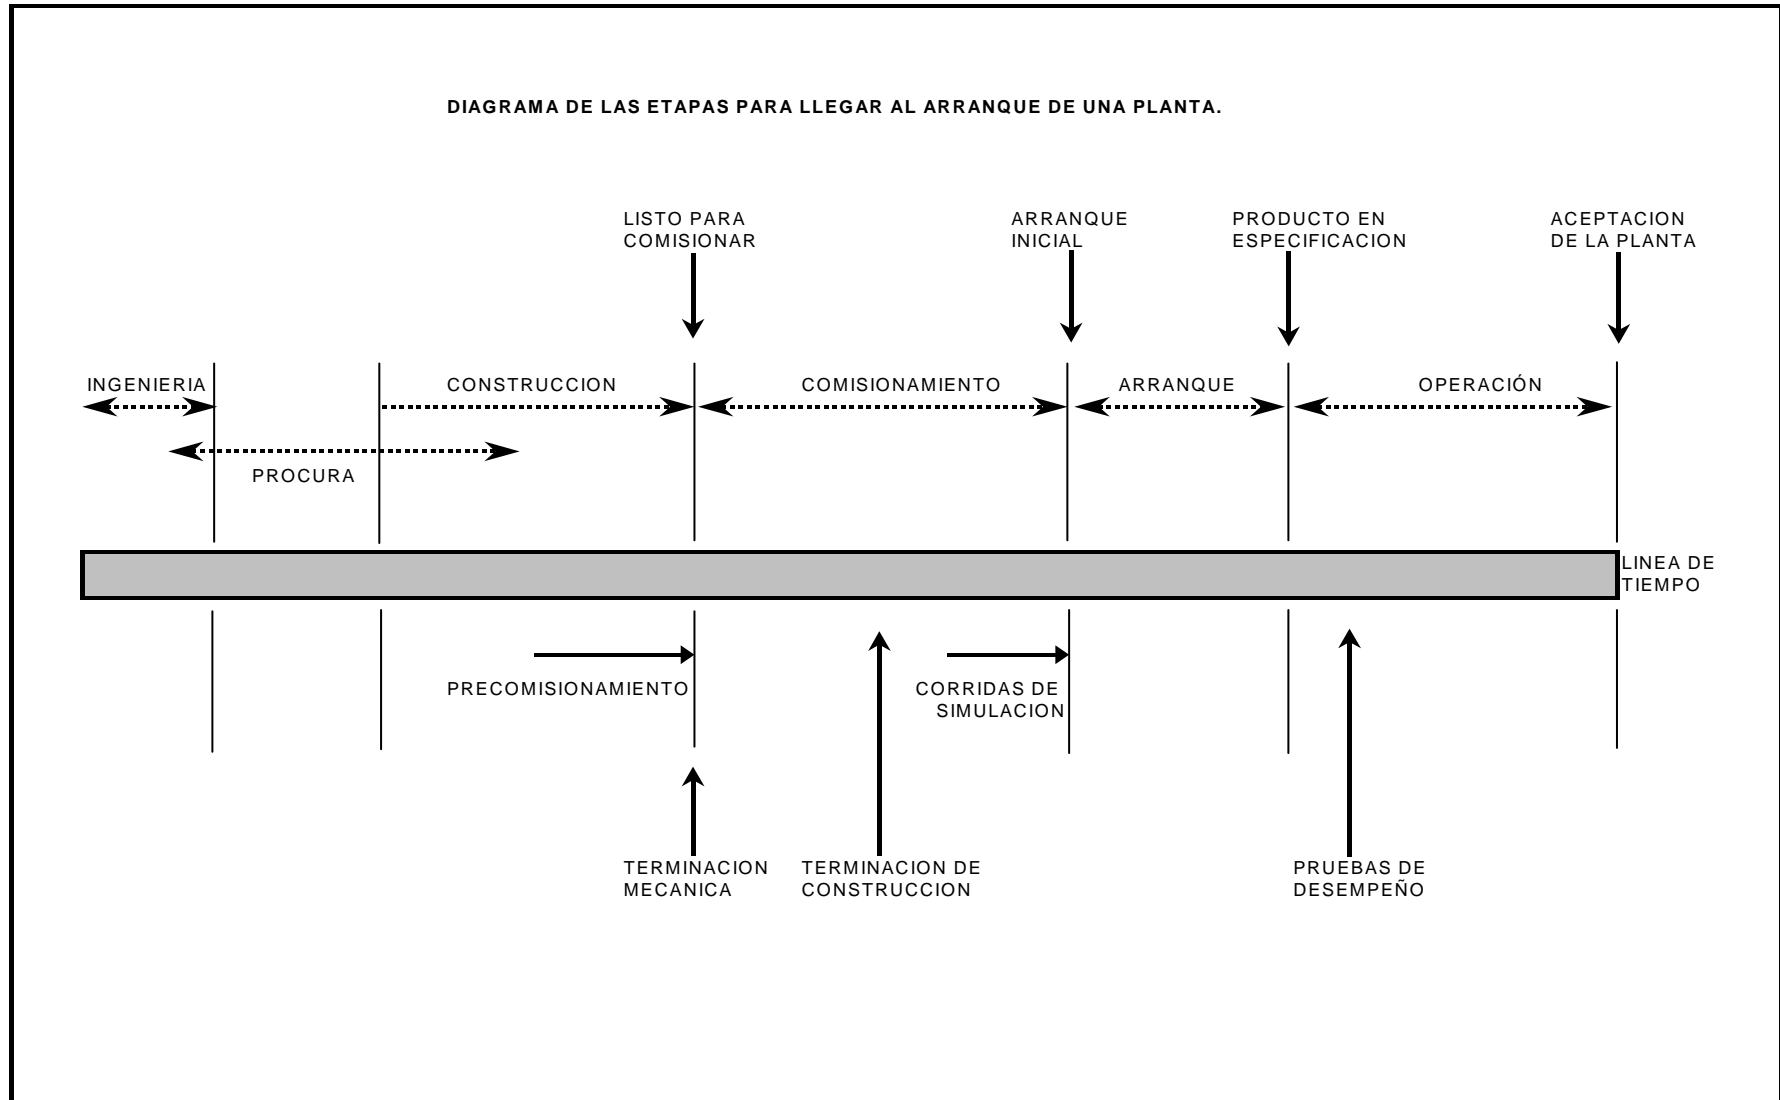 DIAGRAMA DE LAS ETAPAS PARA LLEGAR AL ARRANQUE DE UNA PLANTA.
LISTO PARA
COMISIONAR
ARRANQUE
INICIAL
PRODUCTO EN
ESPECIFICACION
ACEPTACION
DE LA PLANTA
INGENIERIA
CONSTRUCCION
COMISIONAMIENTO
ARRANQUE
OPERACIÓN
PROCURA
LINEA DE
TIEMPO
PRECOMISIONAMIENTO
CORRIDAS DE
SIMULACION
TERMINACION
MECANICA
TERMINACION DE
CONSTRUCCION
PRUEBAS DE
DESEMPEÑO